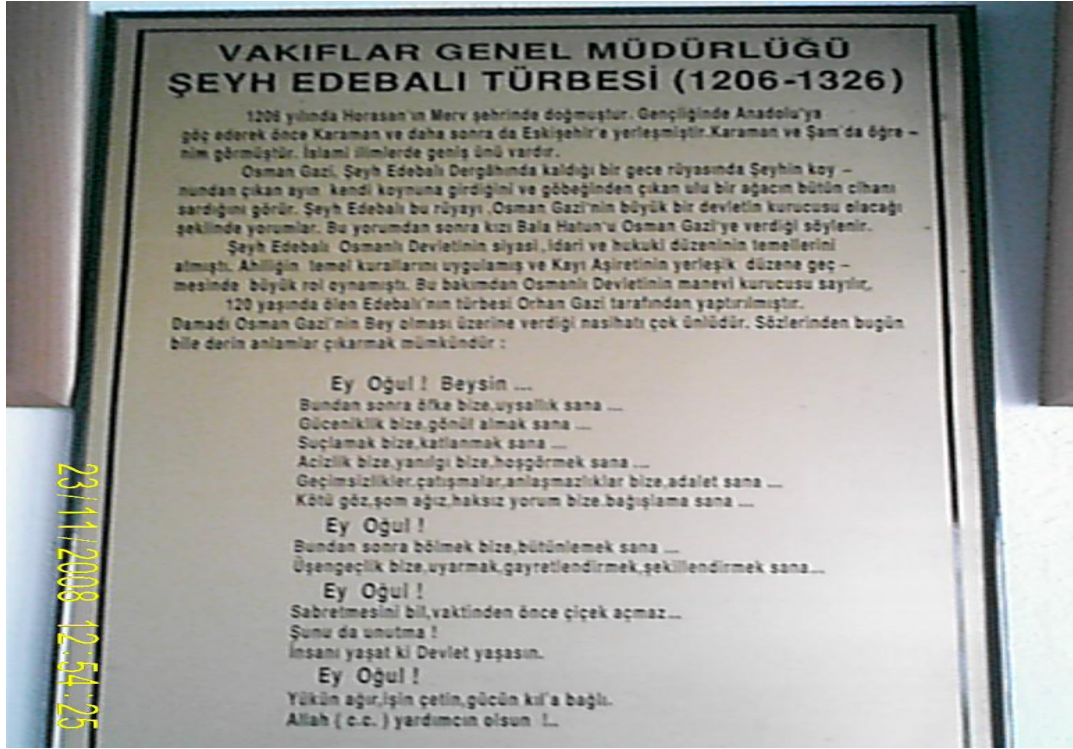 VAKIFLAR GENEL MÜDÜRLÜĞÜ
ŞEYH EDEBALI TÜRBESİ (1206-1326)
1206 yılında Horasan'ın Merv şehrinde doğmuştur. Gençliğinde Anadolu'ya
göç ederek önce Karaman ve daha sonra da Eskişehir'e yerleşmiştir.Karaman ve Şam'da öğre –
nim görmüştür. İslami ilimlerde geniş ünü vardır.
Osman Gazi, Şeyh Edebalı Dergâhında kaldığı bir gece rüyasında Şeyhin koy –
nundan çıkan ayın kendi koynuna girdiğini ve göbeğinden çıkan ulu bir ağacın bütün cihanı
sardığını görür. Şeyh Edebalı bu rüyayı ,Osman Gazi'nin büyük bir devletin kurucusu olacağı
şeklinde yorumlar. Bu yorumdan sonra kızı Bala Hatun'u Osman Gazi'ye verdiği söylenir.
Şeyh Edebalı Osmanlı Devletinin siyasi, idari ve hukuki düzeninin temellerini
atmıştı. Ahiliğin temel kurallarını uygulamış ve Kayı Aşiretinin yerleşik düzene geç –
mesinde büyük rol oynamıştı. Bu bakımdan Osmanlı Devletinin manevi kurucusu sayılır,
120 yaşında ölen Edebalı'nın türbesi Orhan Gazi tarafından yaptırılmıştır.
Damadı Osman Gazi'nin Bey olması üzerine verdiği nasihatı çok ünlüdür. Sözlerinden bugün
bile derin anlamlar çıkarmak mümkündür :
Ey Oğul ! Beysin ...
Bundan sonra öfke bize,uysallık sana ...
Güceniklik bize,gönül almak sana ...
Suçlamak bize,katlanmak sana ...
Acizlik bize,yanılgı bize,hoşgörmek sana ...
Geçimsizlikler,çatışmalar,anlaşmazlıklar bize,adalet sana ...
Kötü göz,şom ağız,haksız yorum bize,bağışlama sana ...
Ey Oğul !
Bundan sonra bölmek bize,bütünlemek sana ...
Üşengeçlik bize,uyarmak,gayretlendirmek,şekillendirmek sana...
Ey Oğul !
Sabretmesini bil,vaktinden önce çiçek açmaz...
Şunu da unutma !
İnsanı yaşat ki Devlet yaşasın.
Ey Oğul !
Yükün ağır,işin çetin,gücün kıl'a bağlı.
Allah ( c.c. ) yardımcın olsun !..
23/11/2008 12:54:25